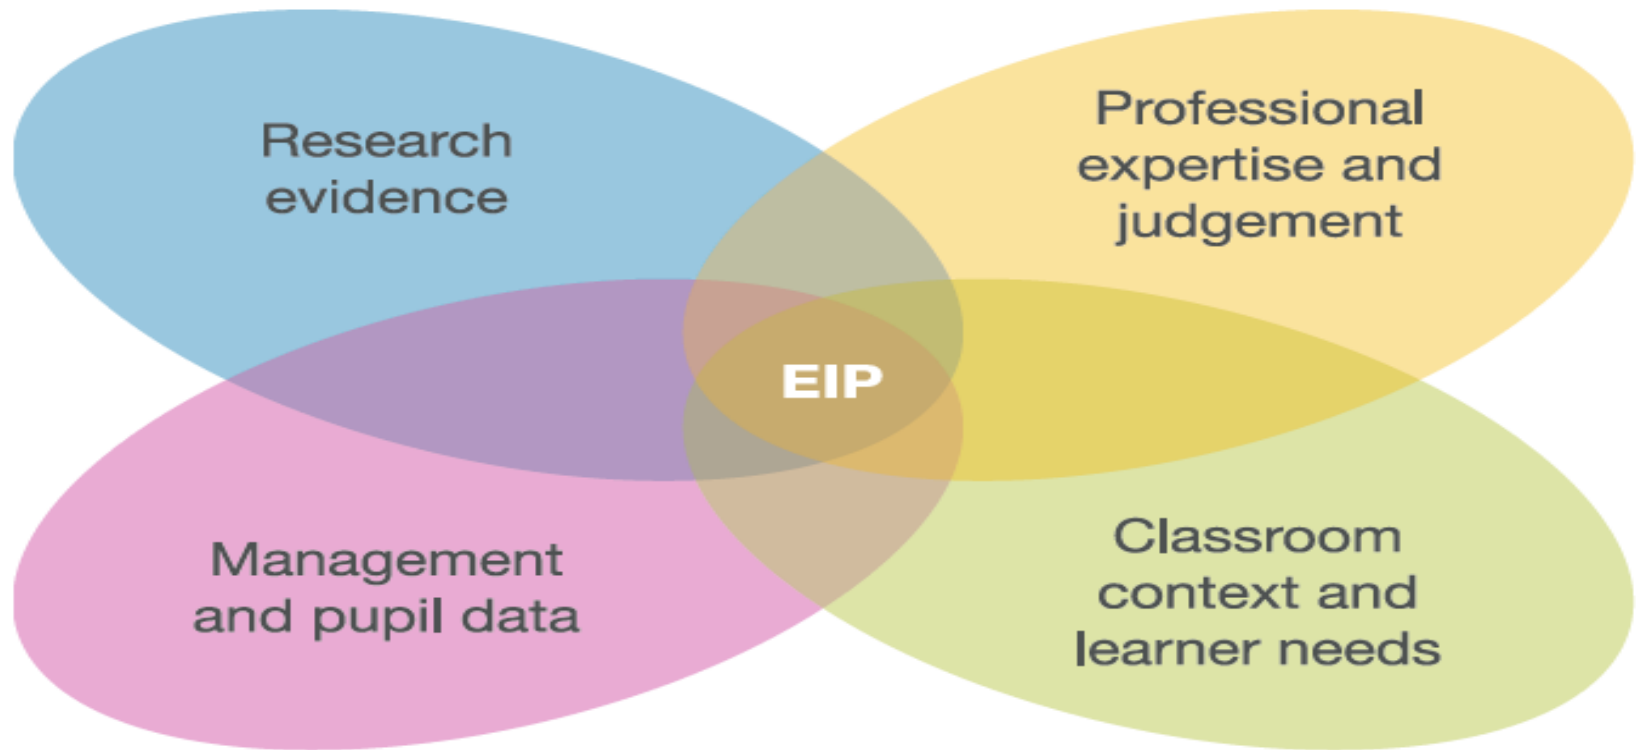 Research
evidence
Professional
expertise and
judgement
EIP
Management
and pupil data
Classroom
context and
learner needs